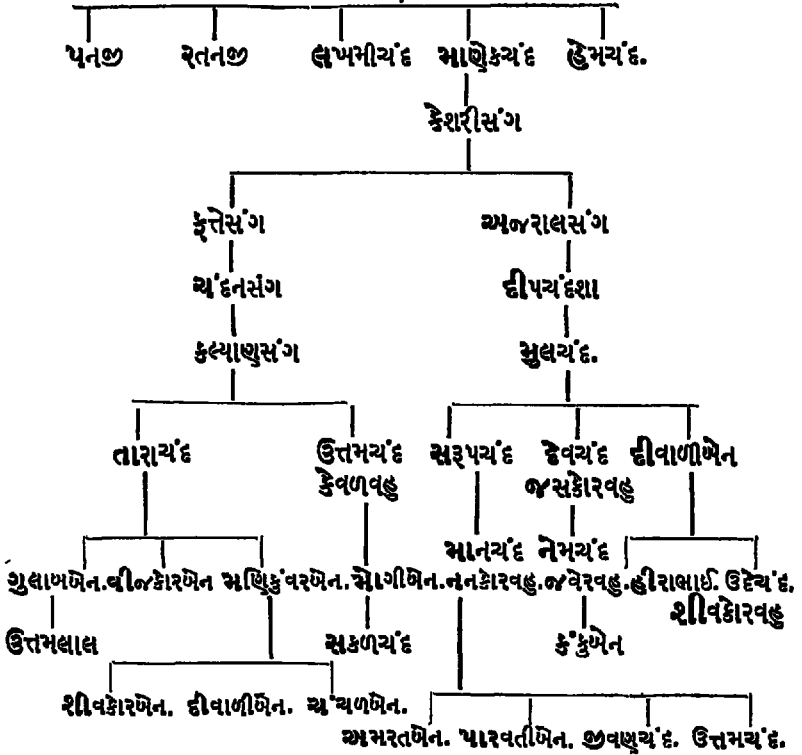 પનજી રતનજી લખમીચંદ માણેકચંદ હેમચંદ.
કેશરીસંગ
ફત્તેસંગ અજરાલસંગ
ચંદનસંગ દીપચંદશા
કલ્યાણસંગ મુલચંદ.
તારાચંદ ઉત્તમચંદ સરૂપચંદ દેવચંદ દીવાળીબેન
કેવળવહુ જસકોરવહુ
માનચંદ નેમચંદ
ગુલાબબેન.વીજકોરબેન મણિકુંવરબેન.મોગીબેન.નનકોરવહુ.જવેરવહુ.હીરાભાઈ. ઉદેચંદ.
શીવકોરવહુ
ઉત્તમલાલ સકળચંદ કંકુબેન
શીવકોરબેન. દીવાળીબેન. ચંચળબેન.
અમરતબેન. પારવતીબેન. જીવણચંદ. ઉત્તમચંદ.